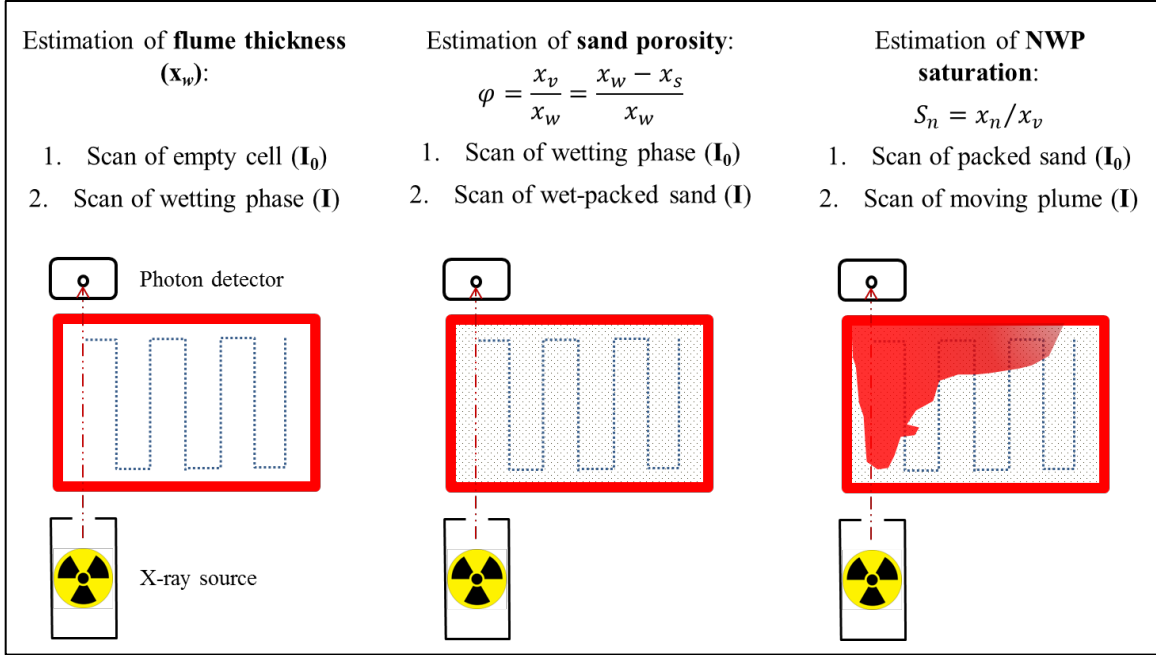 Estimation of flume thickness
(x_w):
1. Scan of empty cell (I_0)
2. Scan of wetting phase (I)
Photon detector
X-ray source
Estimation of sand porosity:
φ = x_v/x_w = (x_w − x_s)/x_w
1. Scan of wetting phase (I_0)
2. Scan of wet-packed sand (I)
Estimation of NWP
saturation:
S_n = x_n/x_v
1. Scan of packed sand (I_0)
2. Scan of moving plume (I)